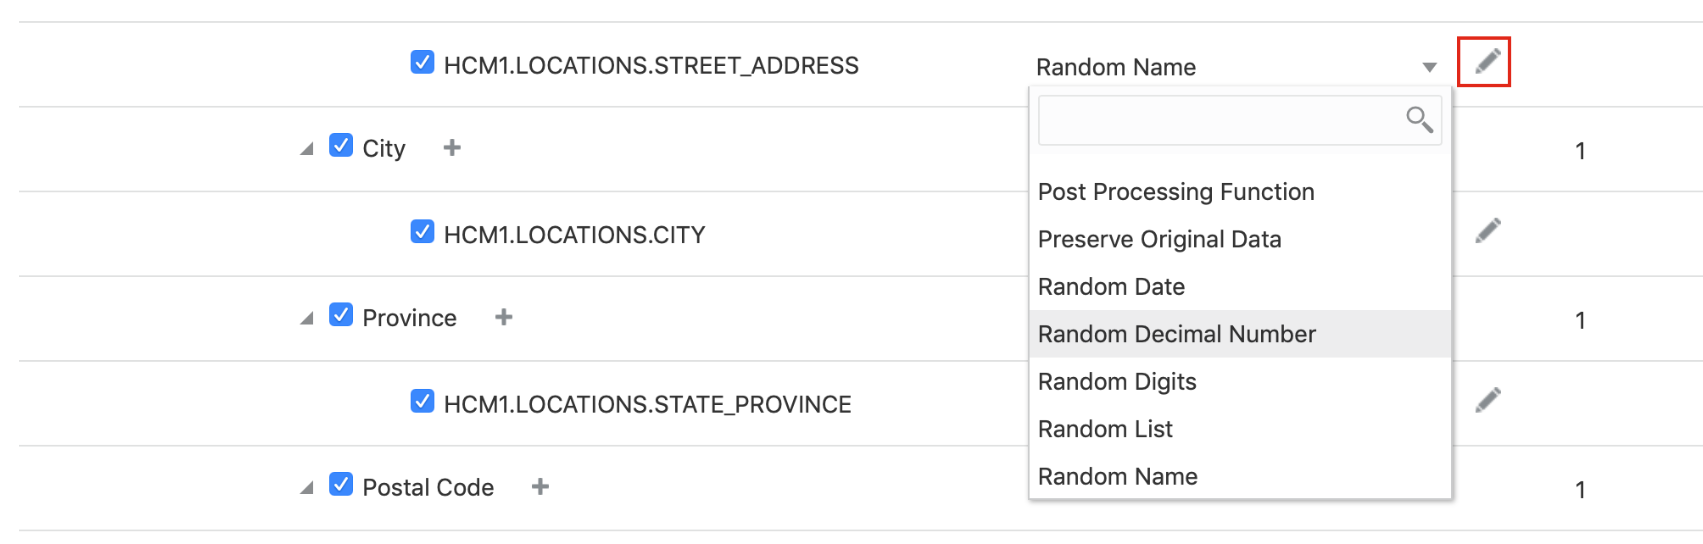 HCM1.LOCATIONS.STREET_ADDRESS Random Name
City + 1
Post Processing Function
HCM1.LOCATIONS.CITY
Preserve Original Data
Random Date
Province + 1
Random Decimal Number
Random Digits
HCM1.LOCATIONS.STATE_PROVINCE
Random List
Random Name
Postal Code + 1